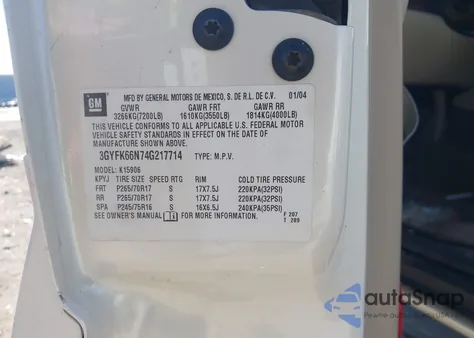 GM
MFD BY GENERAL MOTORS DE MEXICO, S. DE R.L. DE C.V. 01/04
GVWR GAWR FRT GAWR RR
3266KG(7200LB) 1610KG(3550LB) 1814KG(4000LB)
THIS VEHICLE CONFORMS TO ALL APPLICABLE U.S. FEDERAL MOTOR
VEHICLE SAFETY STANDARDS IN EFFECT ON THE DATE OF
MANUFACTURE SHOWN ABOVE.
3GYFK66N74G217714 TYPE: M.P.V.
MODEL: K15906
KPYJ TIRE SIZE SPEED RTG RIM COLD TIRE PRESSURE
FRT P265/70R17 S 17X7.5J 220KPA(32PSI)
RR P265/70R17 S 17X7.5J 220KPA(32PSI)
SPA P245/75R16 S 16X6.5J 240KPA(35PSI)
SEE OWNER'S MANUAL FOR MORE INFORMATION. F 207
T 209
autoSnap